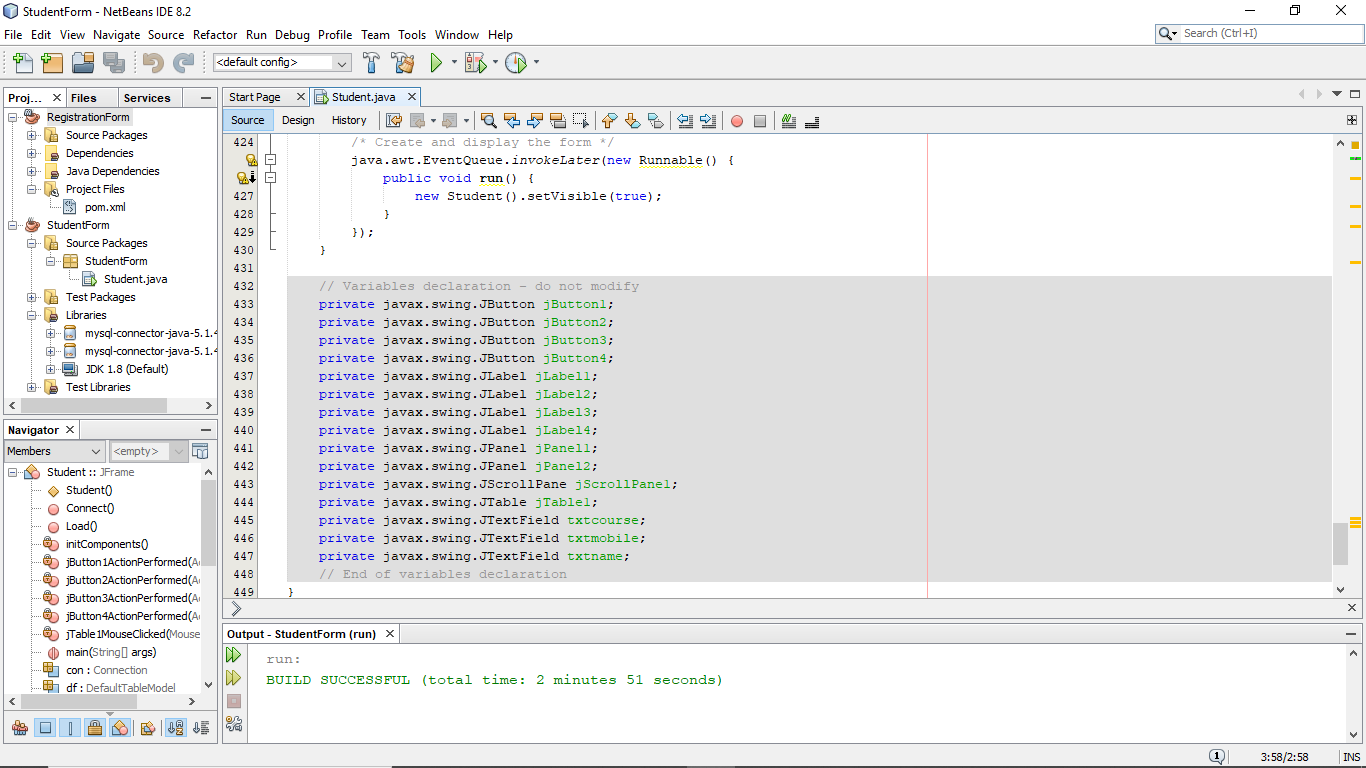 StudentForm - NetBeans IDE 8.2
File Edit View Navigate Source Refactor Run Debug Profile Team Tools Window Help
Search (Ctrl+I)
<default config>
Proj... Files Services
RegistrationForm
Source Packages
Dependencies
Java Dependencies
Project Files
pom.xml
StudentForm
Source Packages
StudentForm
Student.java
Test Packages
Libraries
mysql-connector-java-5.1.4
mysql-connector-java-5.1.4
JDK 1.8 (Default)
Test Libraries
Navigator
Members <empty>
Student :: JFrame
Student()
Connect()
Load()
initComponents()
jButton1ActionPerformed(Ac
jButton2ActionPerformed(Ac
jButton3ActionPerformed(Ac
jButton4ActionPerformed(Ac
jTable1MouseClicked(Mouse
main(String[] args)
con : Connection
df : DefaultTableModel
Start Page Student.java
Source Design History
424 /* Create and display the form */
java.awt.EventQueue.invokeLater(new Runnable() {
public void run() {
427 new Student().setVisible(true);
428 }
429 });
430 }
431
432 // Variables declaration - do not modify
433 private javax.swing.JButton jButton1;
434 private javax.swing.JButton jButton2;
435 private javax.swing.JButton jButton3;
436 private javax.swing.JButton jButton4;
437 private javax.swing.JLabel jLabel1;
438 private javax.swing.JLabel jLabel2;
439 private javax.swing.JLabel jLabel3;
440 private javax.swing.JLabel jLabel4;
441 private javax.swing.JPanel jPanel1;
442 private javax.swing.JPanel jPanel2;
443 private javax.swing.JScrollPane jScrollPane1;
444 private javax.swing.JTable jTable1;
445 private javax.swing.JTextField txtcourse;
446 private javax.swing.JTextField txtmobile;
447 private javax.swing.JTextField txtname;
448 // End of variables declaration
449 }
Output - StudentForm (run)
run:
BUILD SUCCESSFUL (total time: 2 minutes 51 seconds)
1 3:58/2:58 INS